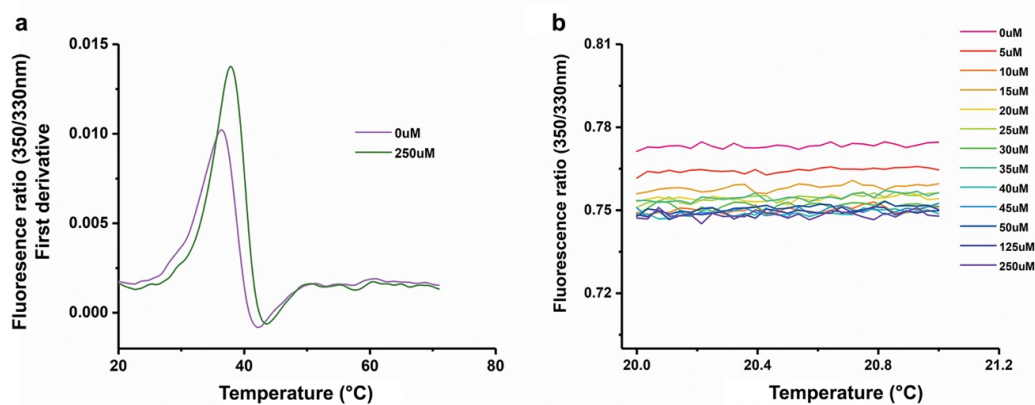 a
Fluorescence ratio (350/330nm)
First derivative
0.015
0.010
0.005
0.000
20
40
60
80
Temperature (°C)
0uM
250uM
b
Fluorescence ratio (350/330nm)
0.81
0.78
0.75
0.72
20.0
20.4
20.8
21.2
Temperature (°C)
0uM
5uM
10uM
15uM
20uM
25uM
30uM
35uM
40uM
45uM
50uM
125uM
250uM